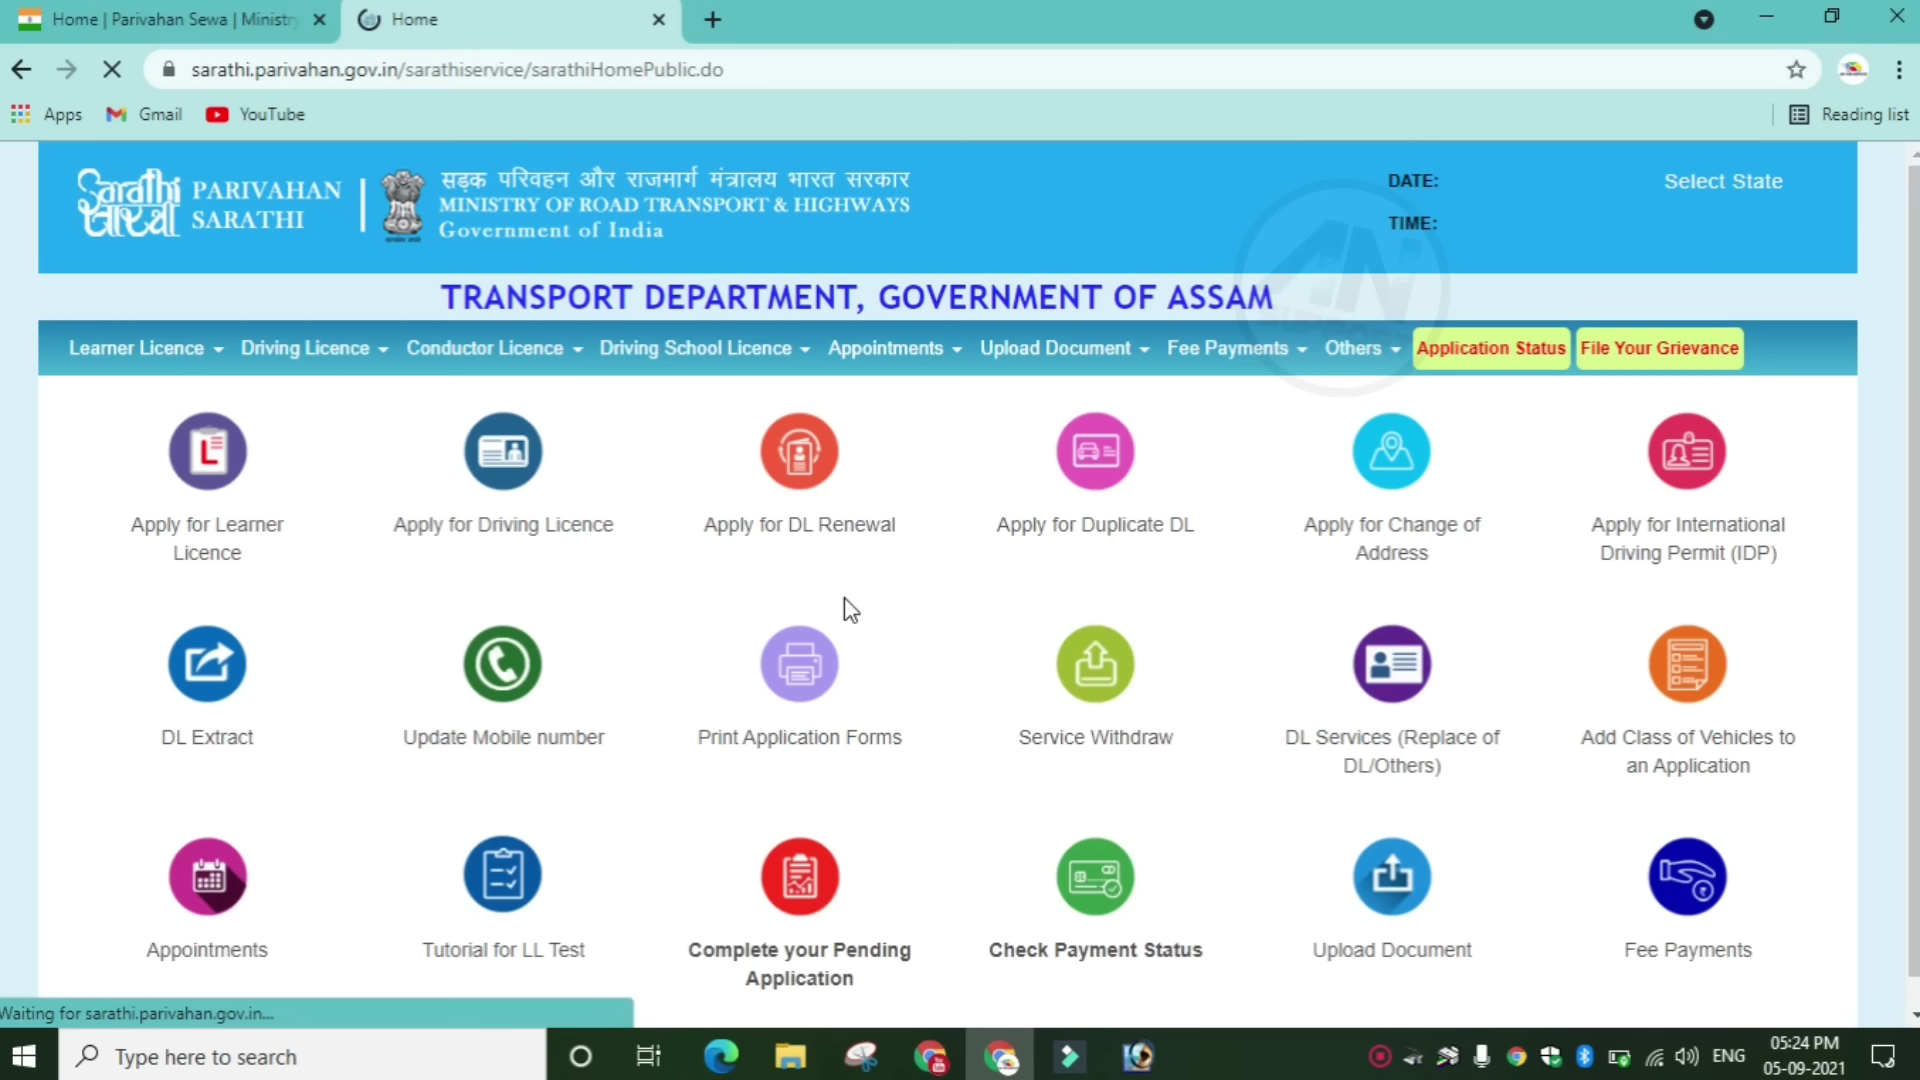 Home | Parivahan Sewa | Ministry
Home
sarathi.parivahan.gov.in/sarathiservice/sarathiHomePublic.do
Apps Gmail YouTube Reading list
Sarathi
सारथी
PARIVAHAN
SARATHI
सड़क परिवहन और राजमार्ग मंत्रालय भारत सरकार
MINISTRY OF ROAD TRANSPORT & HIGHWAYS
Government of India
DATE:
TIME:
Select State
TRANSPORT DEPARTMENT, GOVERNMENT OF ASSAM
Learner Licence Driving Licence Conductor Licence Driving School Licence Appointments Upload Document Fee Payments Others Application Status File Your Grievance
Apply for Learner
Licence
Apply for Driving Licence
Apply for DL Renewal
Apply for Duplicate DL
Apply for Change of
Address
Apply for International
Driving Permit (IDP)
DL Extract
Update Mobile number
Print Application Forms
Service Withdraw
DL Services (Replace of
DL/Others)
Add Class of Vehicles to
an Application
Appointments
Tutorial for LL Test
Complete your Pending
Application
Check Payment Status
Upload Document
Fee Payments
Waiting for sarathi.parivahan.gov.in...
Type here to search
ENG
05:24 PM
05-09-2021